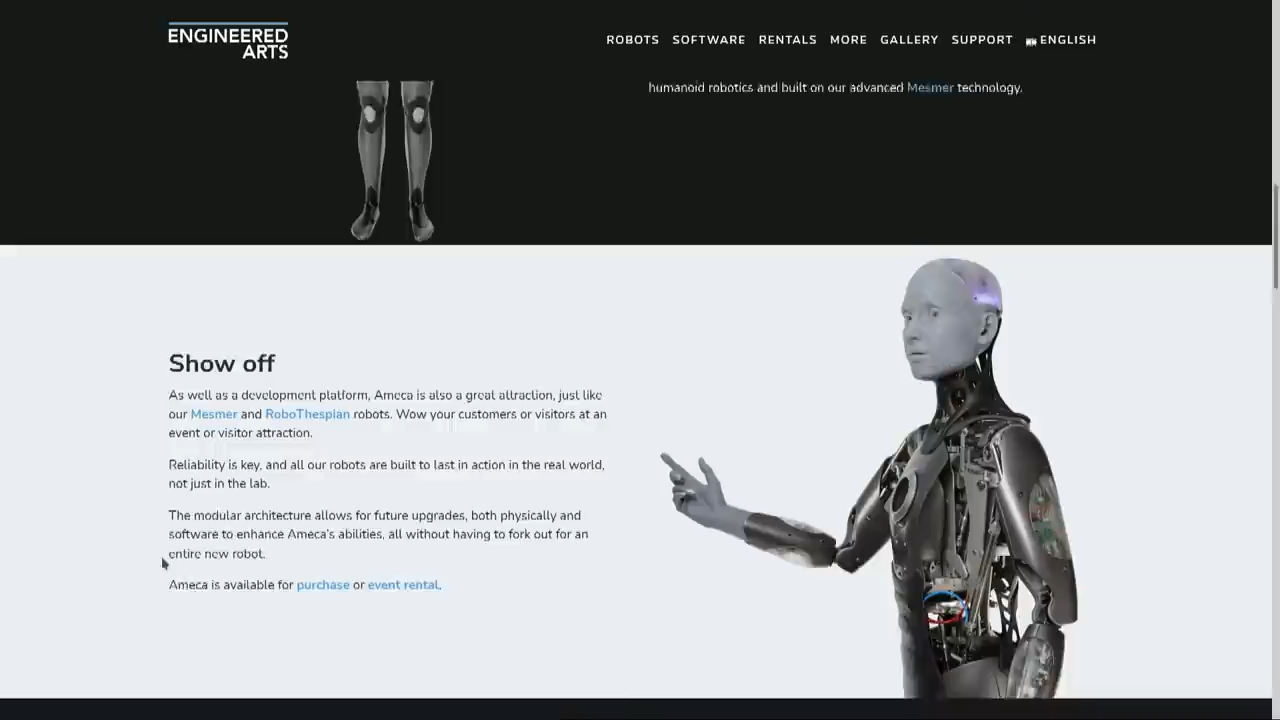 ENGINEERED
ARTS
ROBOTS SOFTWARE RENTALS MORE GALLERY SUPPORT ENGLISH
humanoid robotics and built on our advanced Mesmer technology.
Show off
As well as a development platform, Ameca is also a great attraction, just like
our Mesmer and RoboThespian robots. Wow your customers or visitors at an
event or visitor attraction.
Reliability is key, and all our robots are built to last in action in the real world,
not just in the lab.
The modular architecture allows for future upgrades, both physically and
software to enhance Ameca's abilities, all without having to fork out for an
entire new robot.
Ameca is available for purchase or event rental.